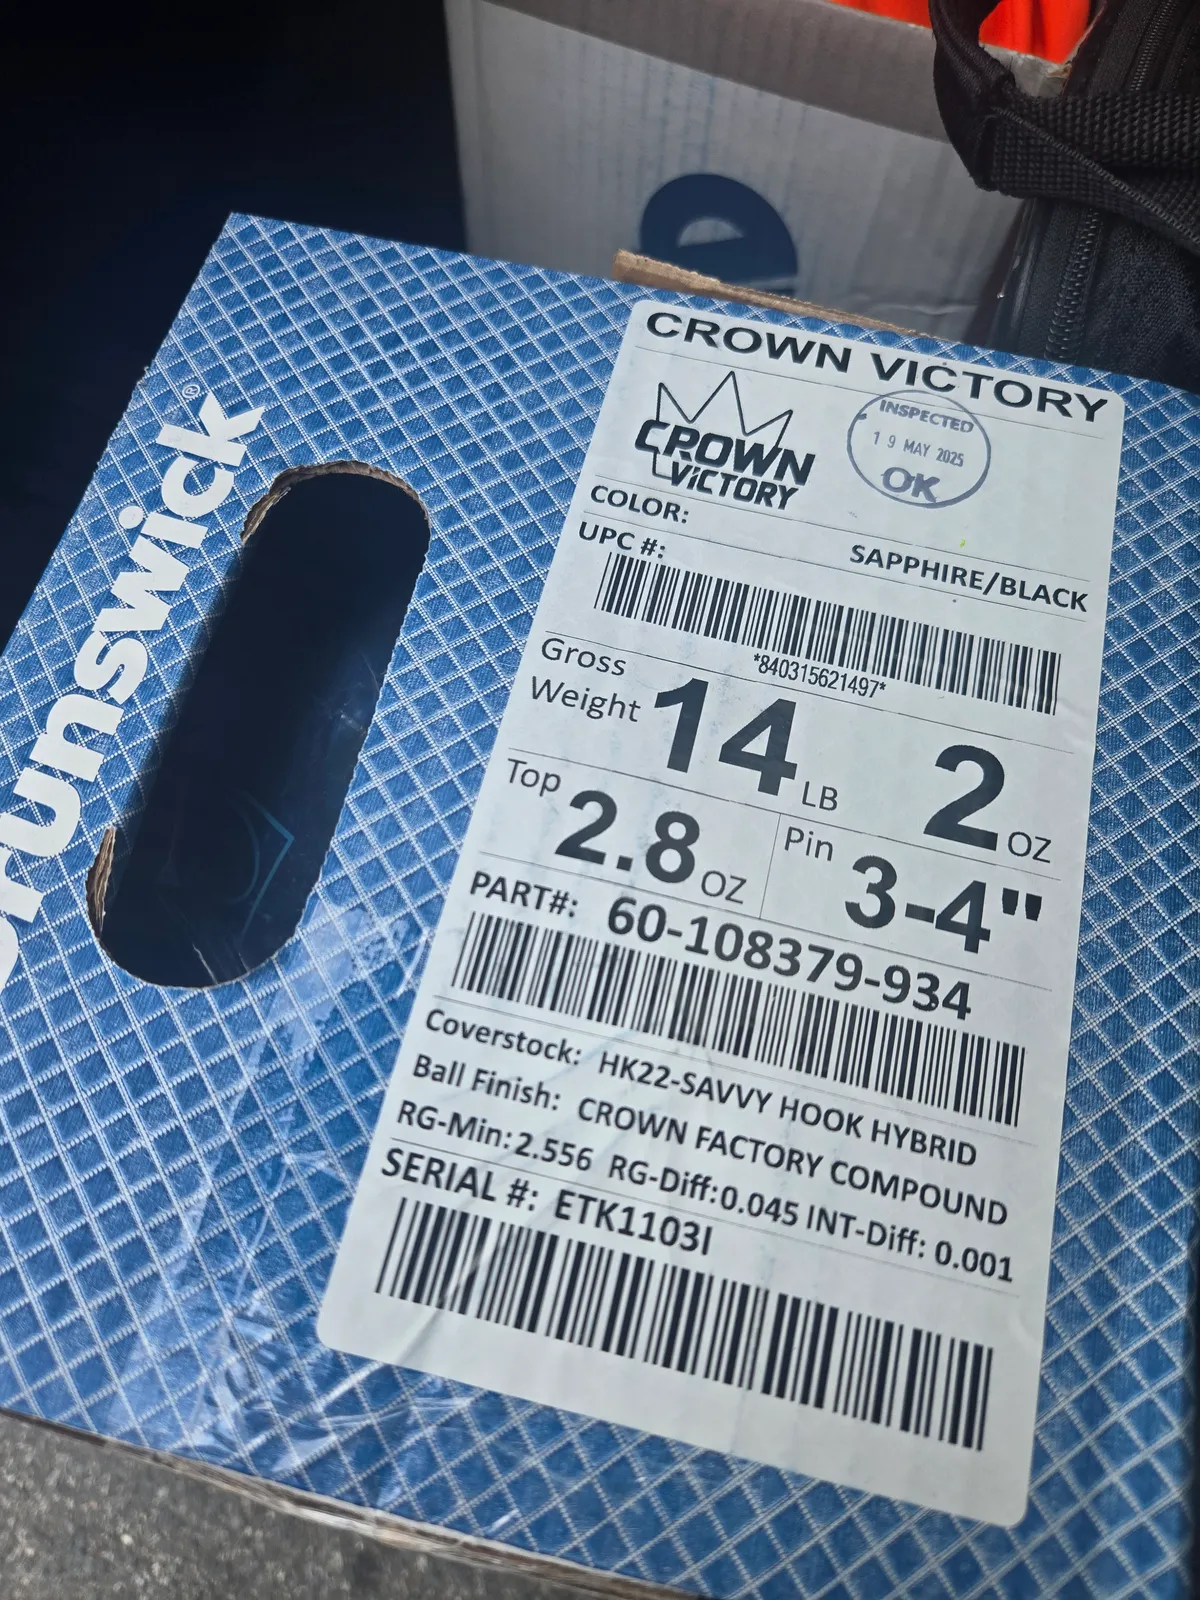 Brunswick®
e
CROWN VICTORY
CROWN
VICTORY
INSPECTED
19 MAY 2025
OK
COLOR:
SAPPHIRE/BLACK
UPC #:
*840315621497*
Gross Weight 14 LB 2 OZ
Top 2.8 OZ Pin 3-4"
PART#: 60-108379-934
Coverstock: HK22-SAVVY HOOK HYBRID
Ball Finish: CROWN FACTORY COMPOUND
RG-Min: 2.556 RG-Diff: 0.045 INT-Diff: 0.001
SERIAL #: ETK1103I